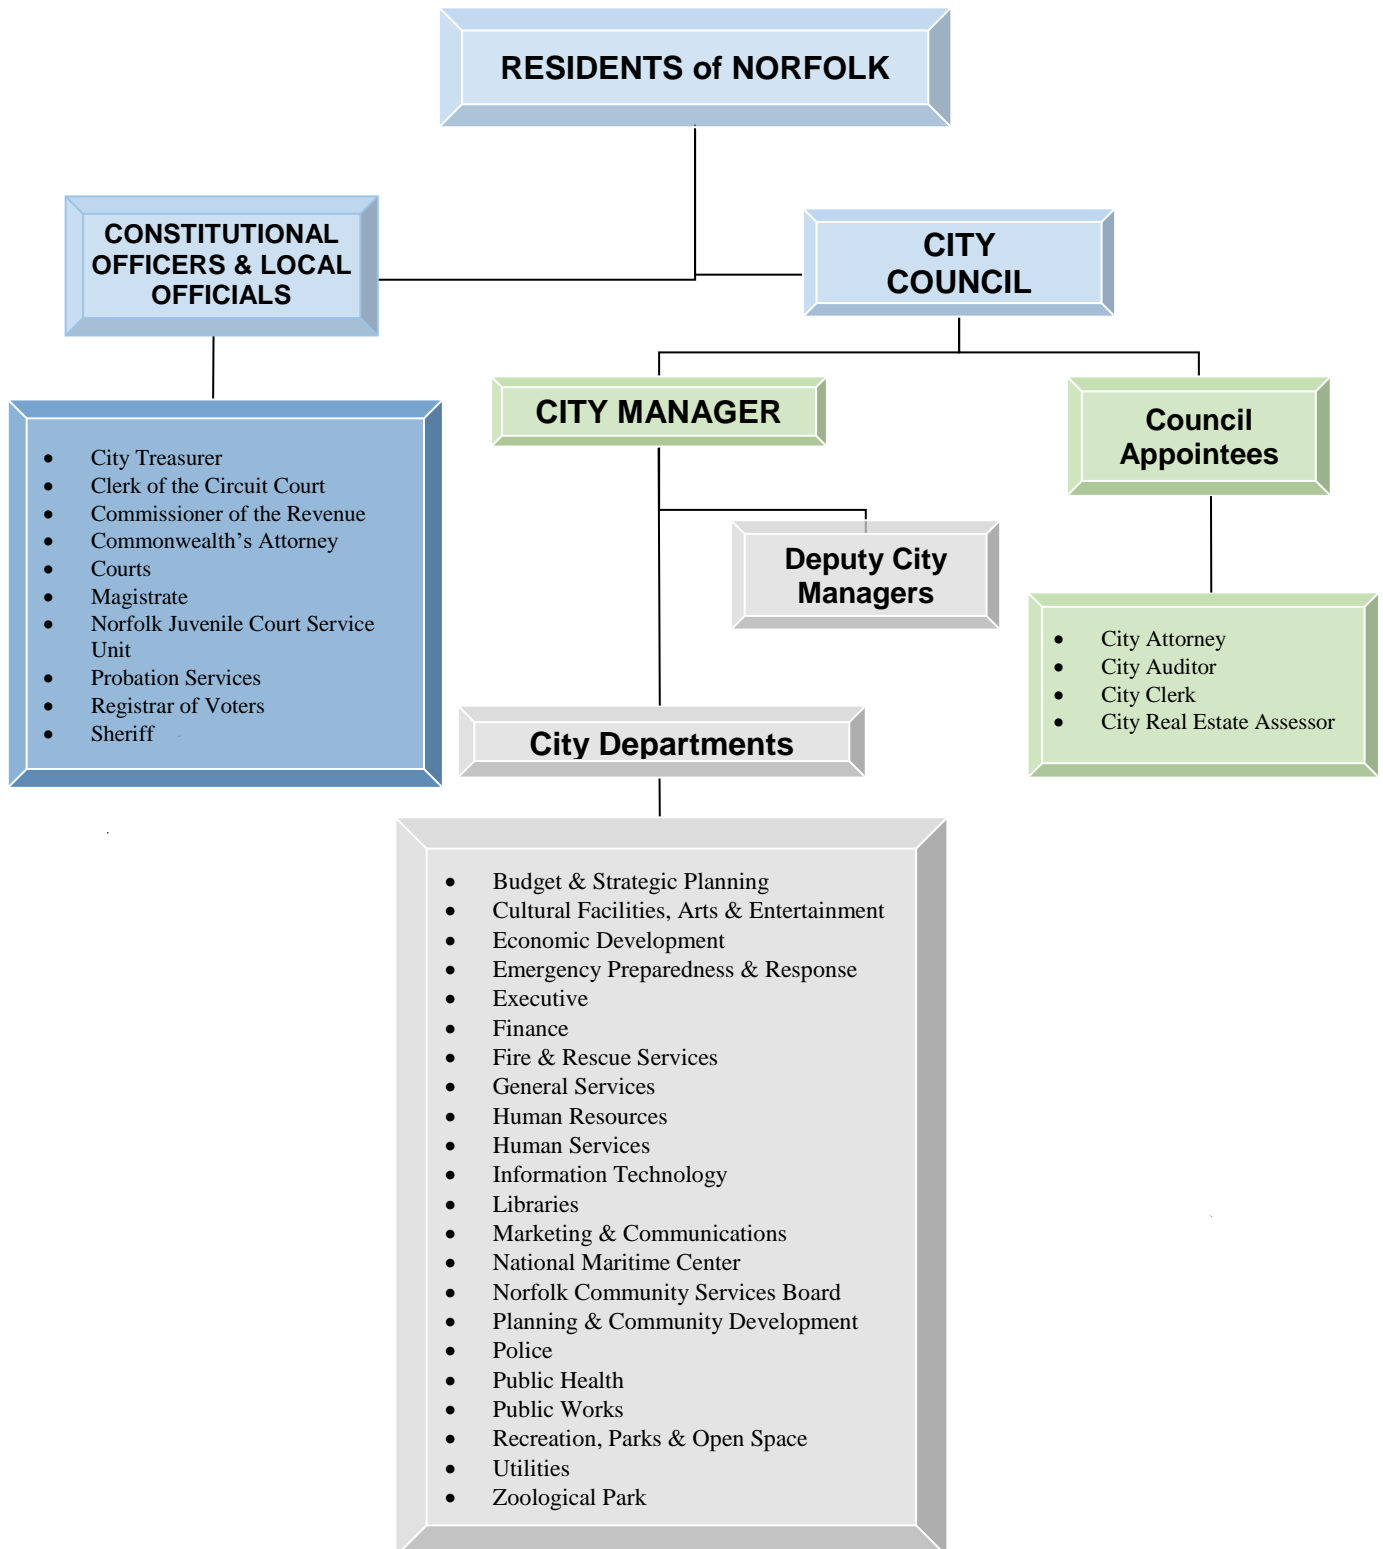 RESIDENTS of NORFOLK
CONSTITUTIONAL
OFFICERS & LOCAL
OFFICIALS
CITY
COUNCIL
CITY MANAGER
Council
Appointees
• City Treasurer
• Clerk of the Circuit Court
• Commissioner of the Revenue
• Commonwealth’s Attorney
• Courts
• Magistrate
• Norfolk Juvenile Court Service
Unit
• Probation Services
• Registrar of Voters
• Sheriff
Deputy City
Managers
• City Attorney
• City Auditor
• City Clerk
• City Real Estate Assessor
City Departments
• Budget & Strategic Planning
• Cultural Facilities, Arts & Entertainment
• Economic Development
• Emergency Preparedness & Response
• Executive
• Finance
• Fire & Rescue Services
• General Services
• Human Resources
• Human Services
• Information Technology
• Libraries
• Marketing & Communications
• National Maritime Center
• Norfolk Community Services Board
• Planning & Community Development
• Police
• Public Health
• Public Works
• Recreation, Parks & Open Space
• Utilities
• Zoological Park